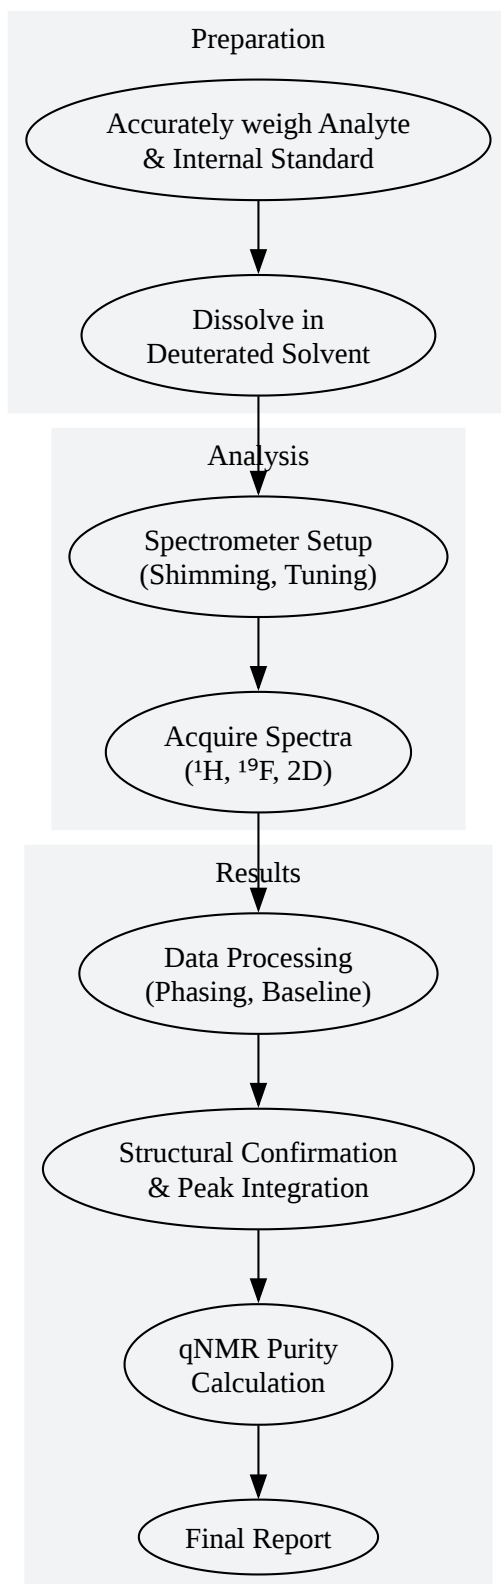 Preparation
Accurately weigh Analyte
& Internal Standard
Dissolve in
Deuterated Solvent
Analysis
Spectrometer Setup
(Shimming, Tuning)
Acquire Spectra
(¹H, ¹⁹F, 2D)
Results
Data Processing
(Phasing, Baseline)
Structural Confirmation
& Peak Integration
qNMR Purity
Calculation
Final Report